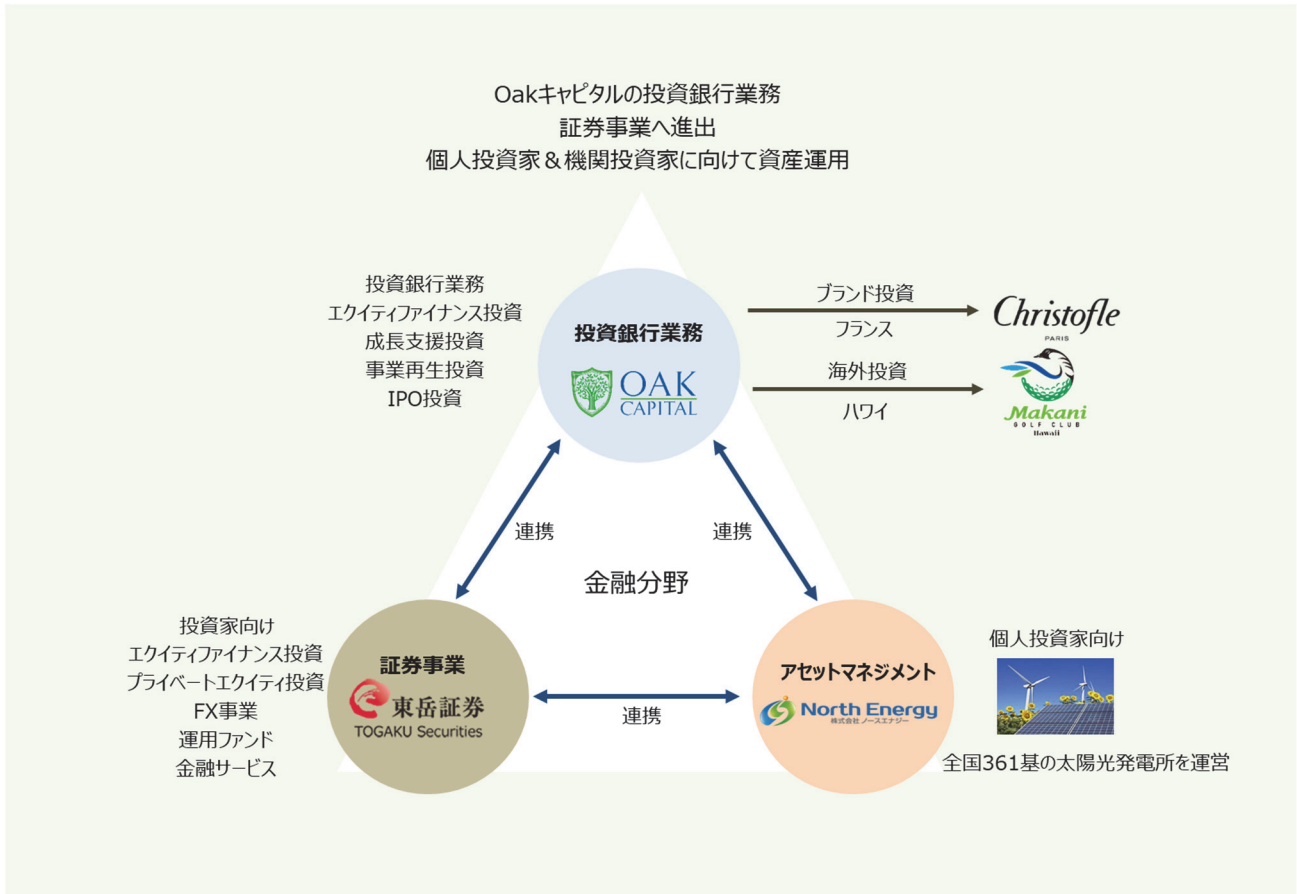 Oakキャピタルの投資銀行業務
証券事業へ進出
個人投資家＆機関投資家に向けて資産運用
投資銀行業務
エクイティファイナンス投資
成長支援投資
事業再生投資
IPO投資
投資銀行業務
OAK
CAPITAL
ブランド投資
フランス
Christofle
PARIS
海外投資
ハワイ
Makani
GOLF CLUB
Hawaii
連携
連携
金融分野
投資家向け
エクイティファイナンス投資
プライベートエクイティ投資
FX事業
運用ファンド
金融サービス
証券事業
東岳証券
TOGAKU Securities
連携
アセットマネジメント
North Energy
株式会社 ノースエナジー
個人投資家向け
全国361基の太陽光発電所を運営